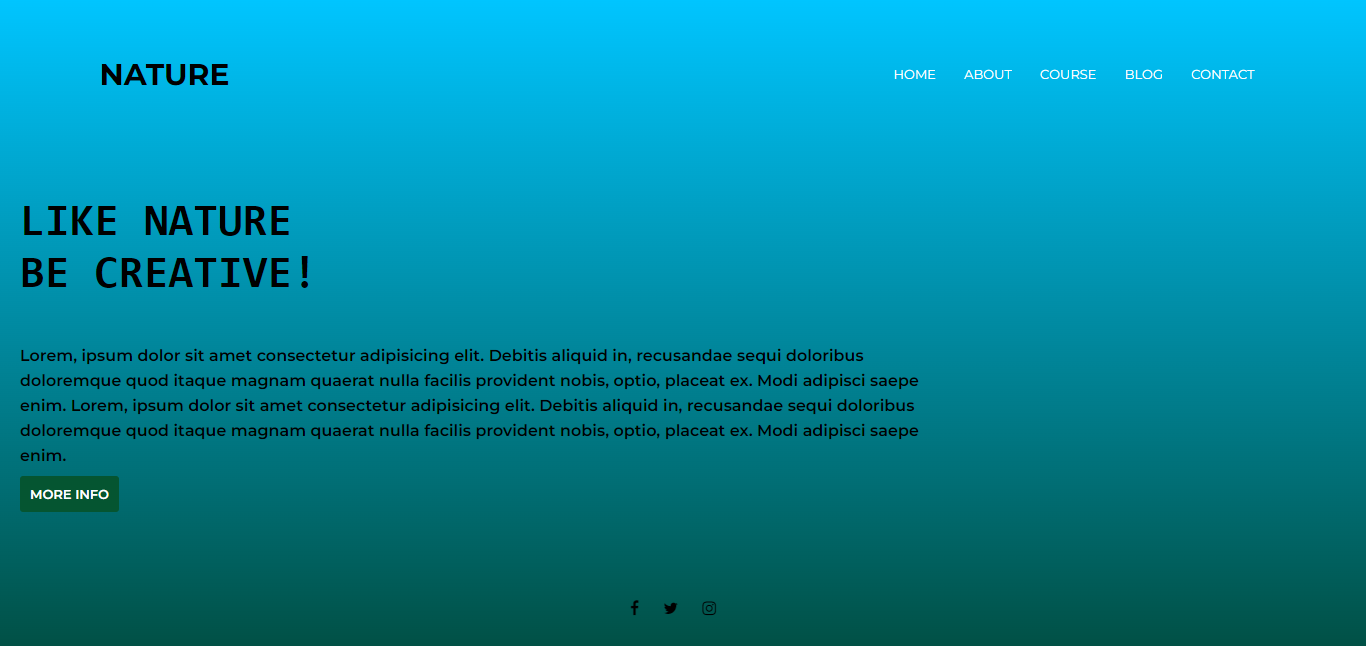 NATURE
HOME ABOUT COURSE BLOG CONTACT
LIKE NATURE
BE CREATIVE!
Lorem, ipsum dolor sit amet consectetur adipisicing elit. Debitis aliquid in, recusandae sequi doloribus
doloremque quod itaque magnam quaerat nulla facilis provident nobis, optio, placeat ex. Modi adipisci saepe
enim. Lorem, ipsum dolor sit amet consectetur adipisicing elit. Debitis aliquid in, recusandae sequi doloribus
doloremque quod itaque magnam quaerat nulla facilis provident nobis, optio, placeat ex. Modi adipisci saepe
enim.
MORE INFO